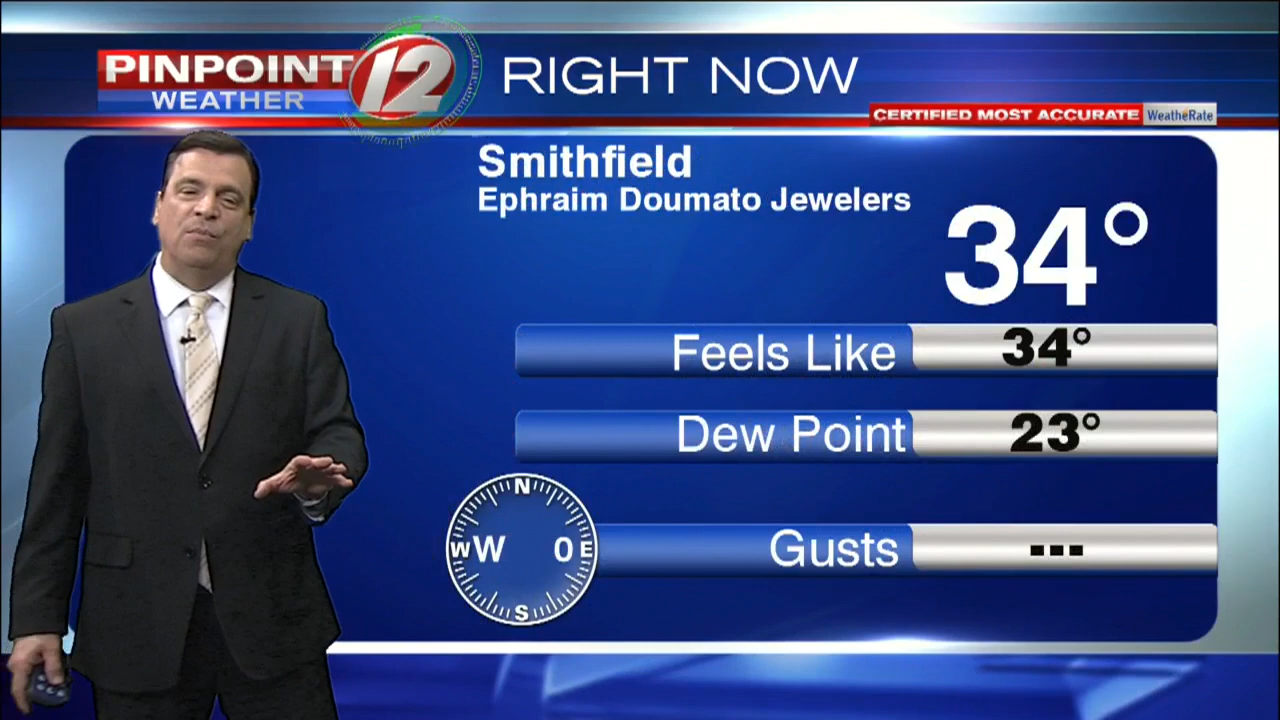 PINPOINT 12
WEATHER
RIGHT NOW
CERTIFIED MOST ACCURATE WeatheRate
Smithfield
Ephraim Doumato Jewelers
34°
Feels Like 34°
Dew Point 23°
N
W W 0 E
S
Gusts ---